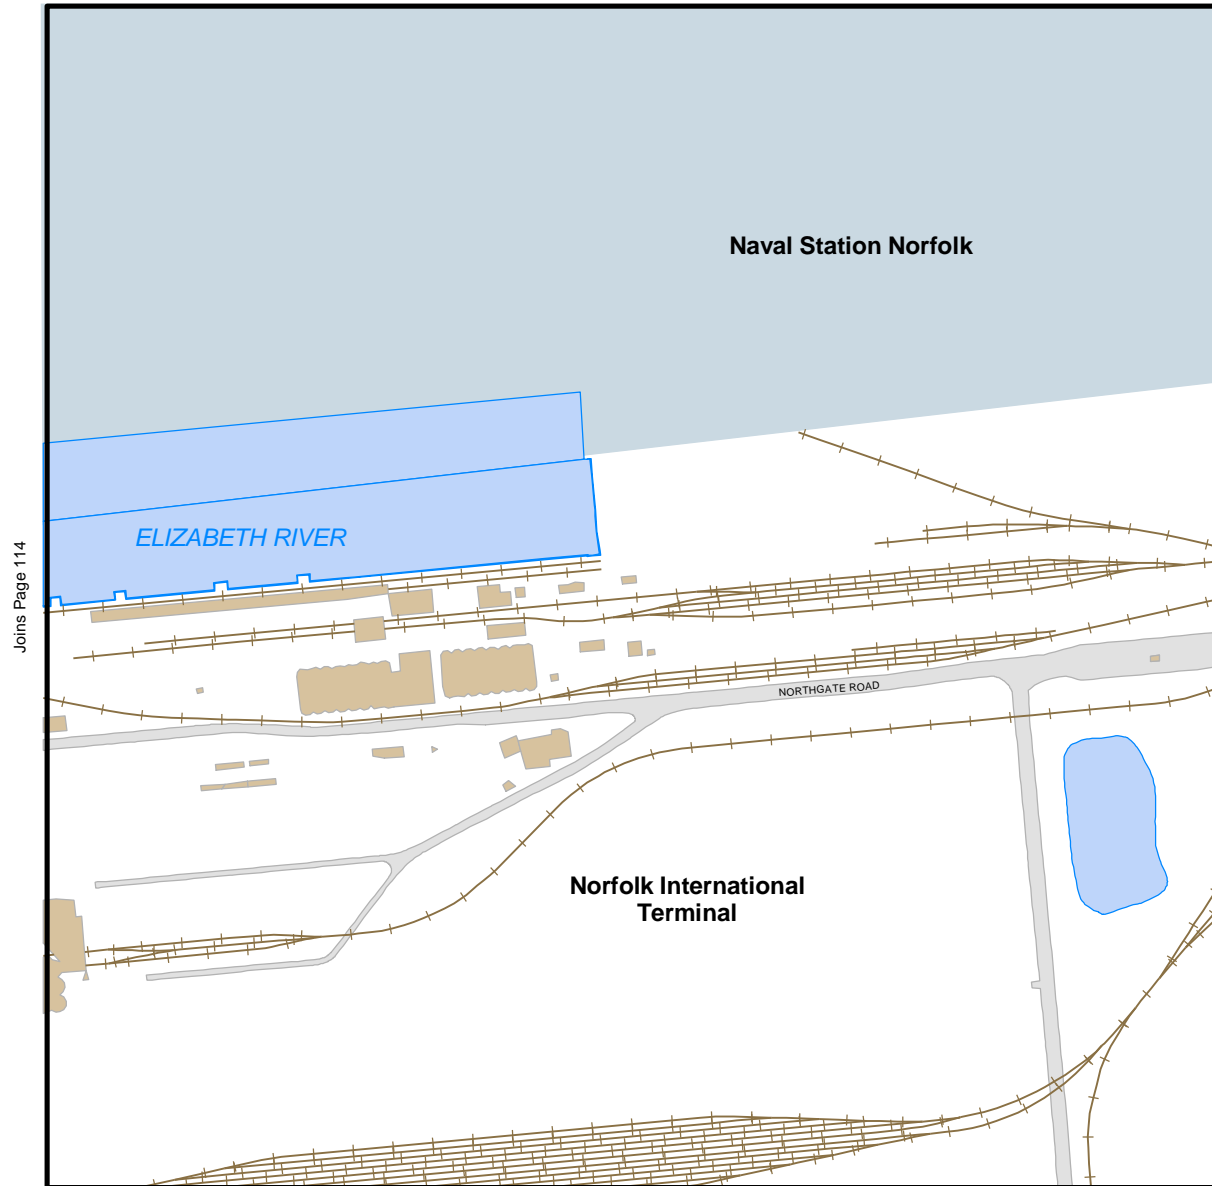 Naval Station Norfolk
ELIZABETH RIVER
Joins Page 114
NORTHGATE ROAD
Norfolk International
Terminal